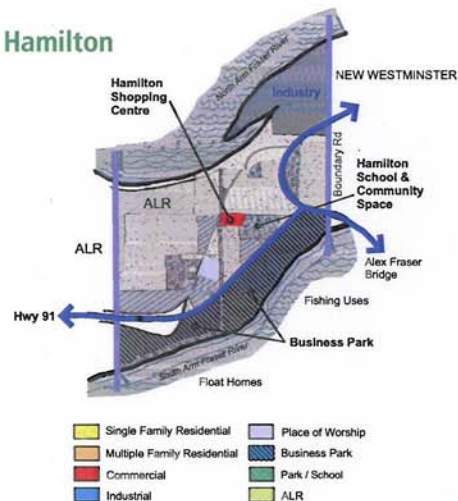 Hamilton
North Arm Fraser River
Industry
NEW WESTMINSTER
Hamilton
Shopping
Centre
Boundary Rd
Hamilton
School &
Community
Space
ALR
ALR
Alex Fraser
Bridge
Fishing Uses
Hwy 91
Business Park
South Arm Fraser River
Float Homes
Single Family Residential
Multiple Family Residential
Commercial
Industrial
Place of Worship
Business Park
Park / School
ALR